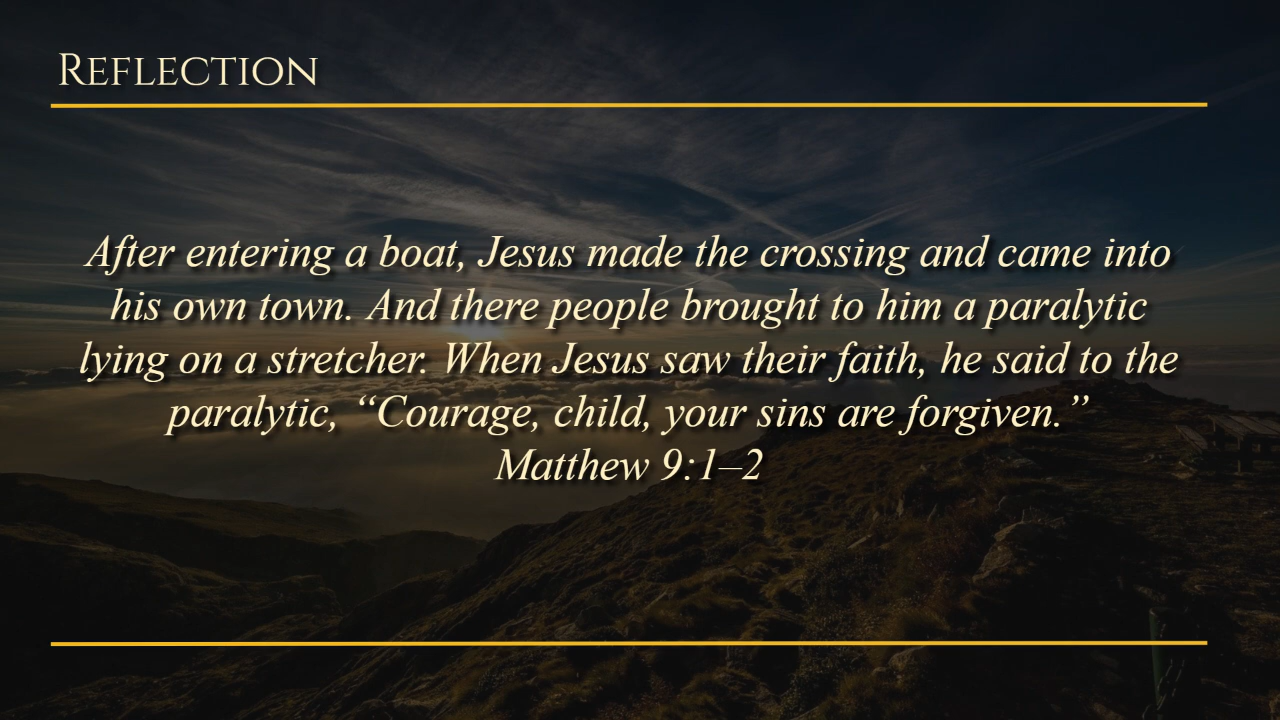 Reflection
After entering a boat, Jesus made the crossing and came into
his own town. And there people brought to him a paralytic
lying on a stretcher. When Jesus saw their faith, he said to the
paralytic, “Courage, child, your sins are forgiven.”
Matthew 9:1–2